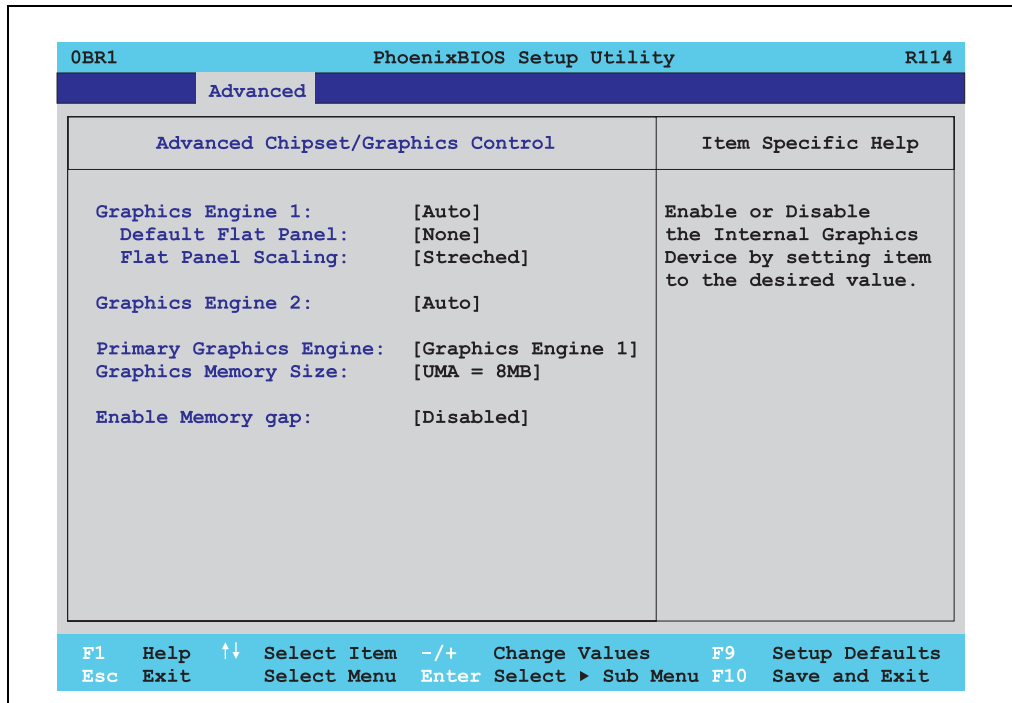 0BR1 PhoenixBIOS Setup Utility R114
Advanced
Advanced Chipset/Graphics Control
Item Specific Help
Graphics Engine 1: [Auto]
Default Flat Panel: [None]
Flat Panel Scaling: [Streched]
Graphics Engine 2: [Auto]
Primary Graphics Engine: [Graphics Engine 1]
Graphics Memory Size: [UMA = 8MB]
Enable Memory gap: [Disabled]
Enable or Disable
the Internal Graphics
Device by setting item
to the desired value.
F1 Help ↑↓ Select Item -/+ Change Values F9 Setup Defaults
Esc Exit Select Menu Enter Select ▶ Sub Menu F10 Save and Exit